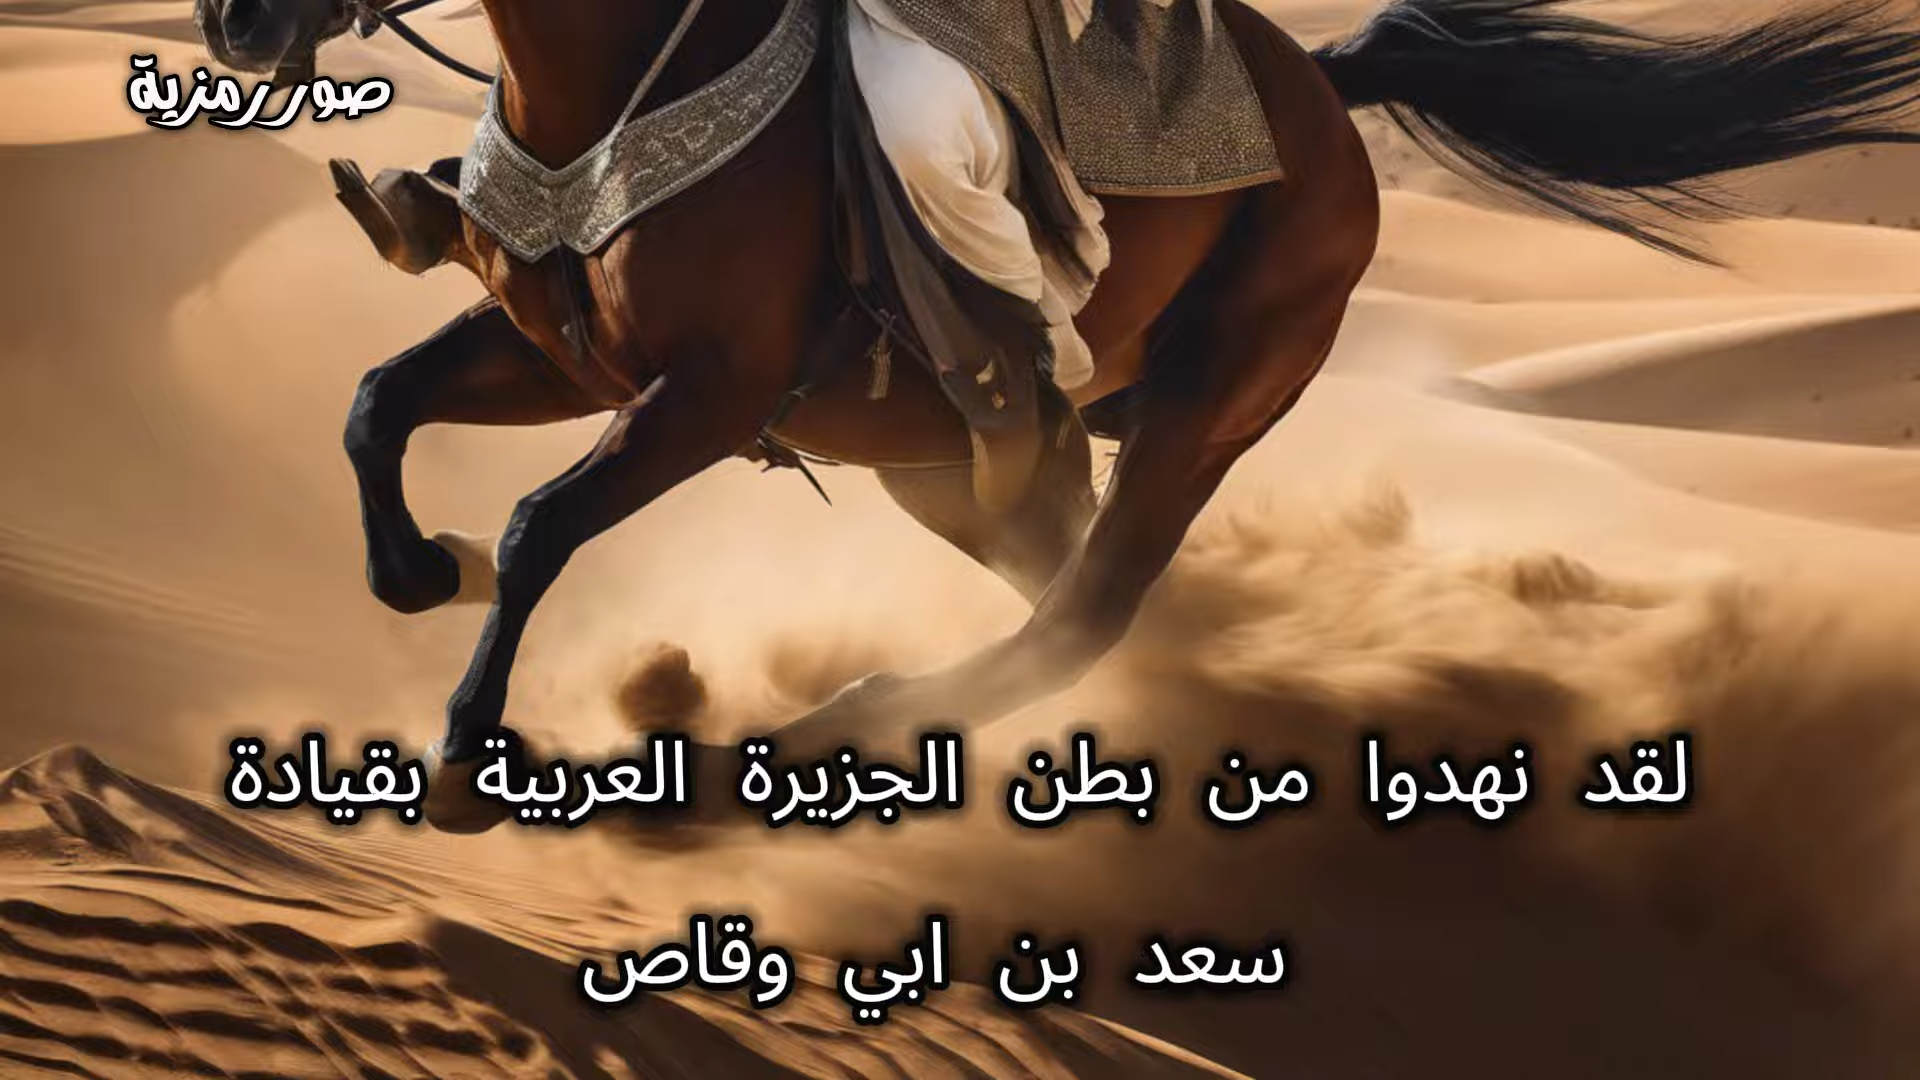 صور رمزية
لقد نهدوا من بطن الجزيرة العربية بقيادة
سعد بن ابي وقاص